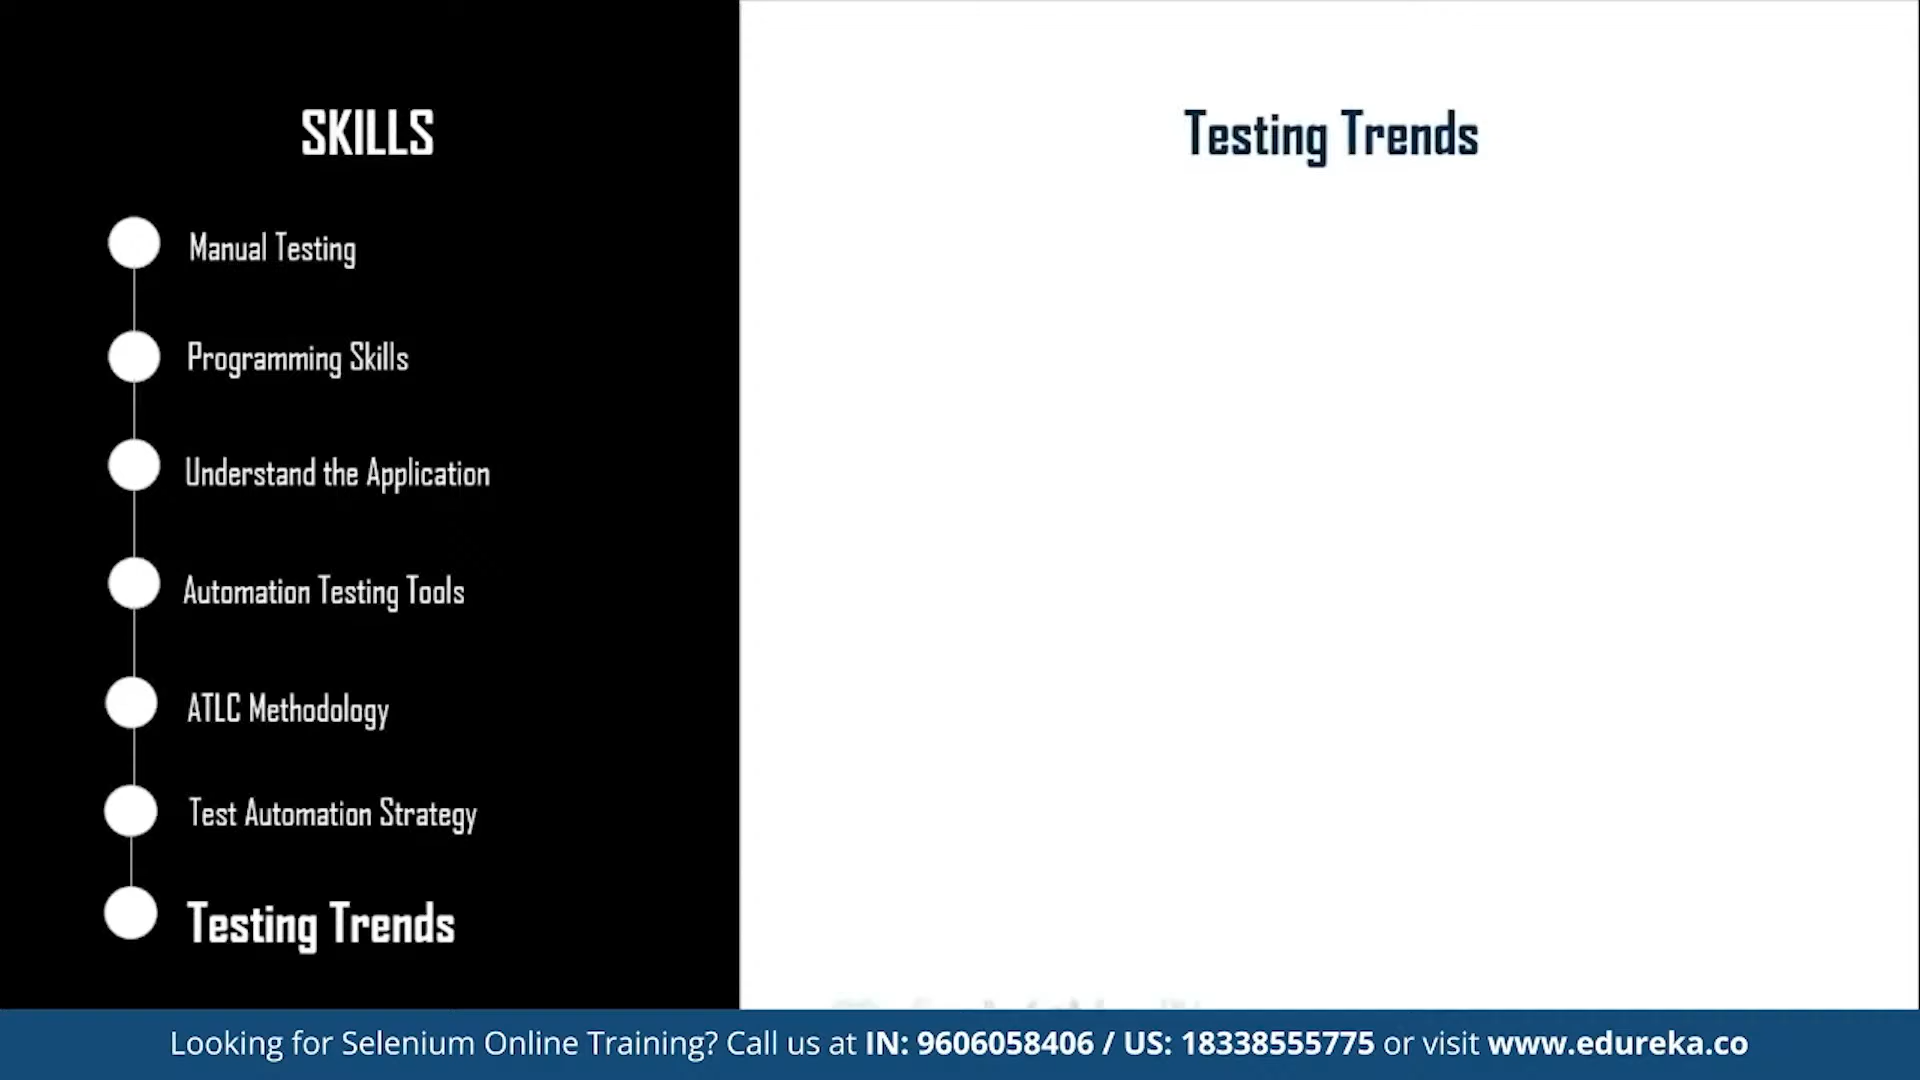 SKILLS
Manual Testing
Programming Skills
Understand the Application
Automation Testing Tools
ATLC Methodology
Test Automation Strategy
Testing Trends
Testing Trends
Looking for Selenium Online Training? Call us at IN: 9606058406 / US: 18338555775 or visit www.edureka.co